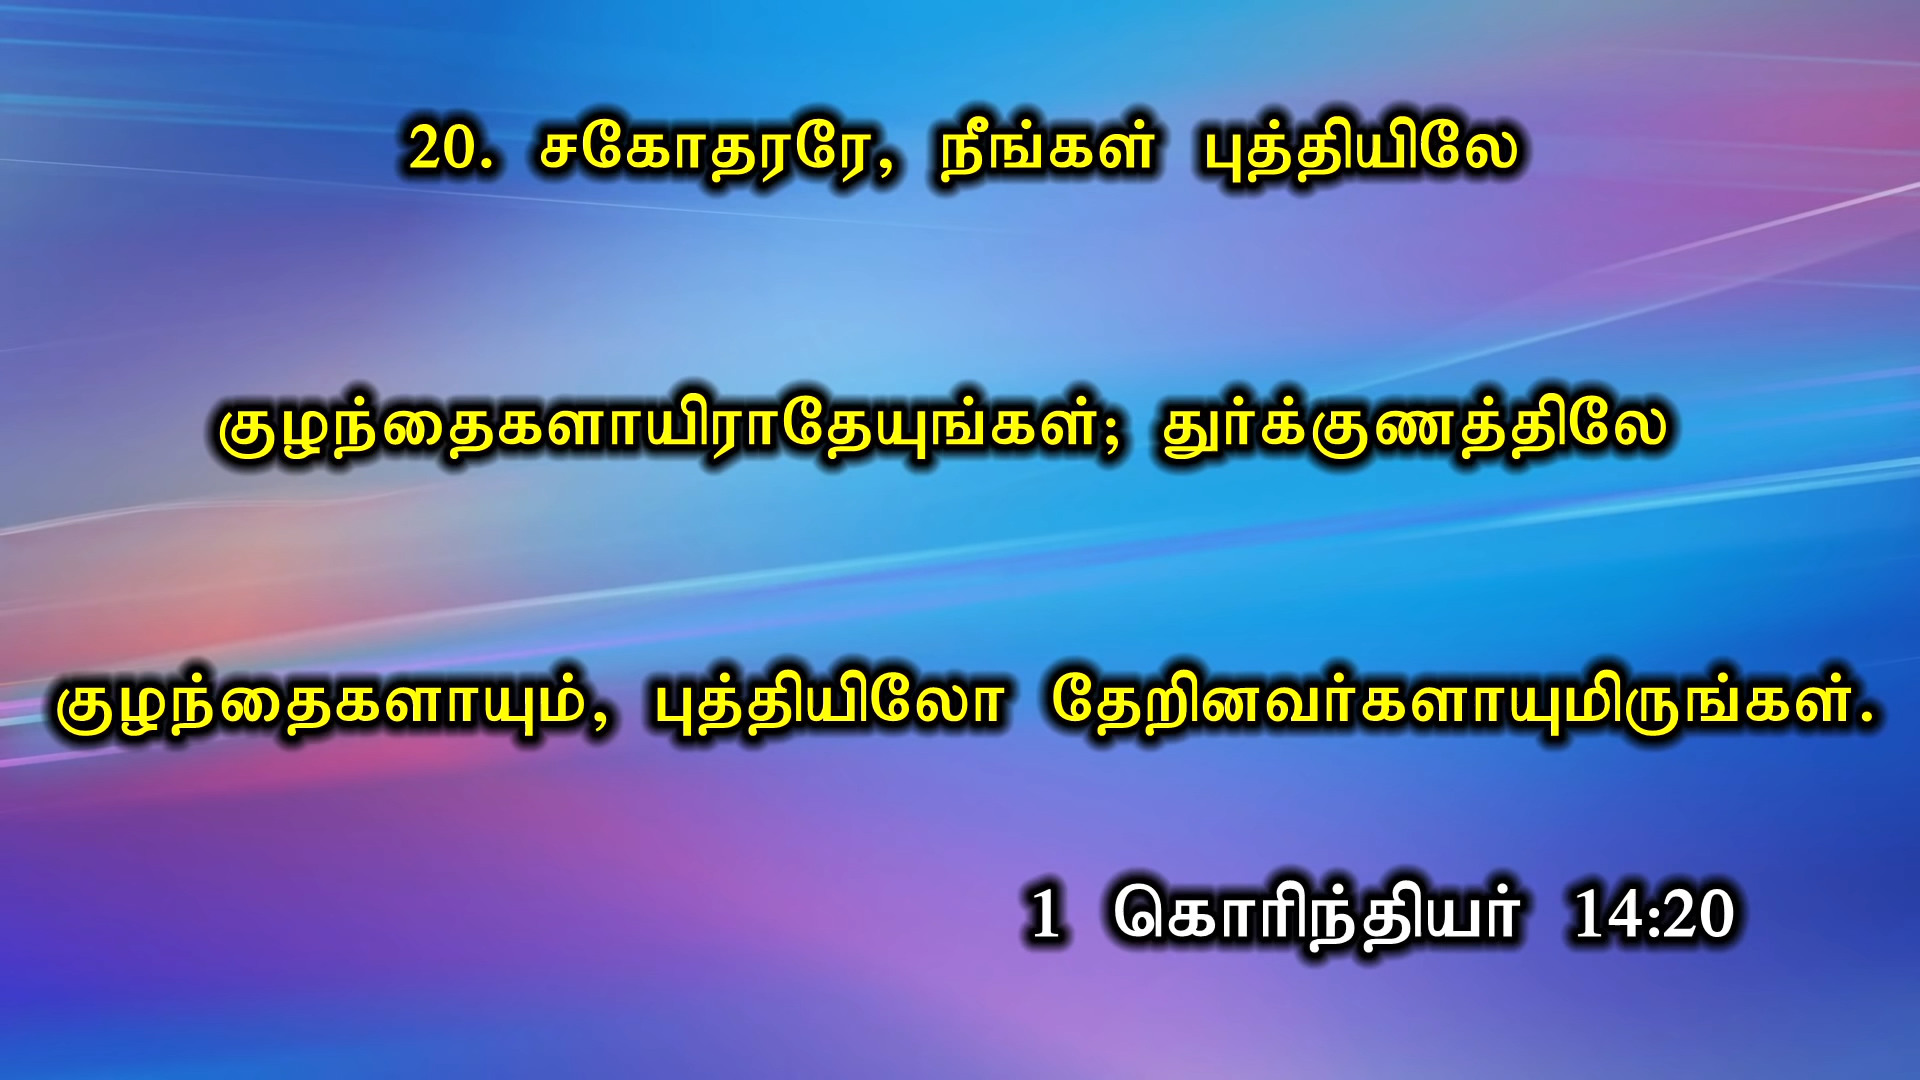 20. சகோதரரே, நீங்கள் புத்தியிலே
குழந்தைகளாயிராதேயுங்கள்; துர்க்குணத்திலே
குழந்தைகளாயும், புத்தியிலோ தேறினவர்களாயுமிருங்கள்.
1 கொரிந்தியர் 14:20